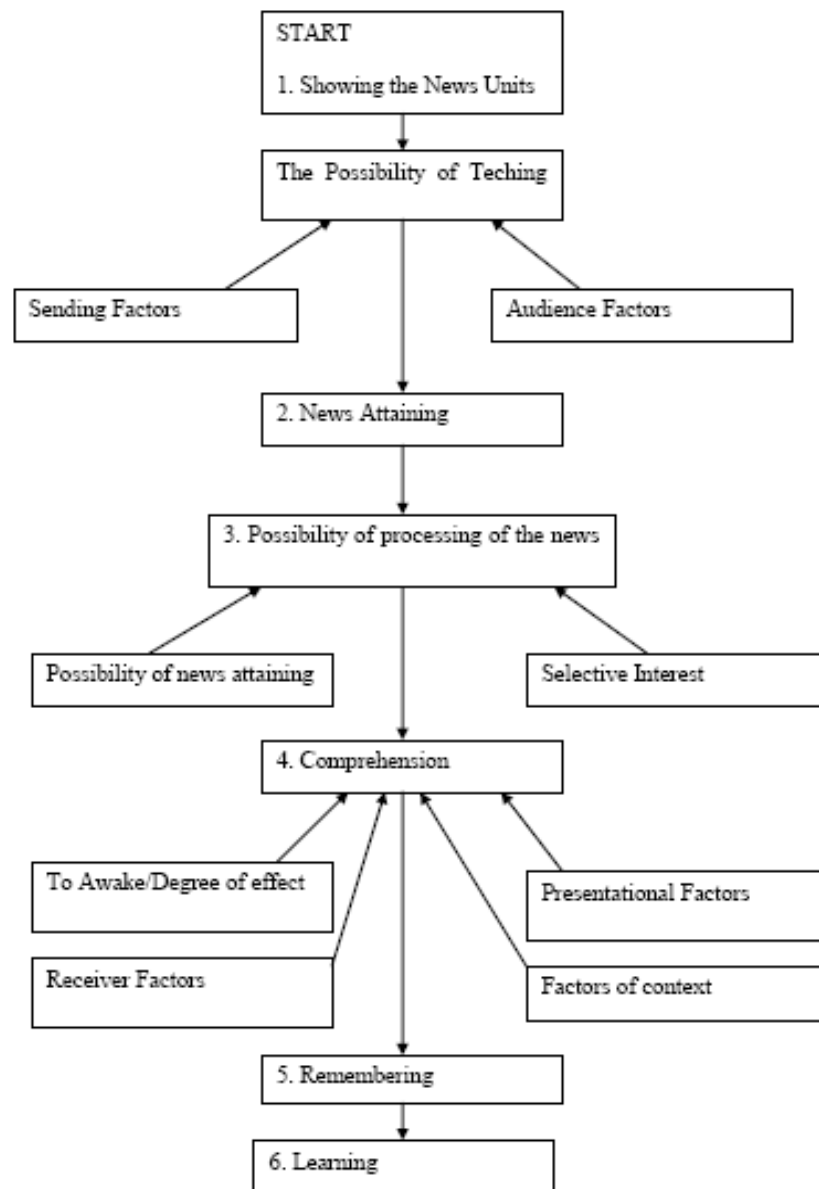 START
1. Showing the News Units
The Possibility of Teching
Sending Factors
Audience Factors
2. News Attaining
3. Possibility of processing of the news
Possibility of news attaining
Selective Interest
4. Comprehension
To Awake/Degree of effect
Presentational Factors
Receiver Factors
Factors of context
5. Remembering
6. Learning